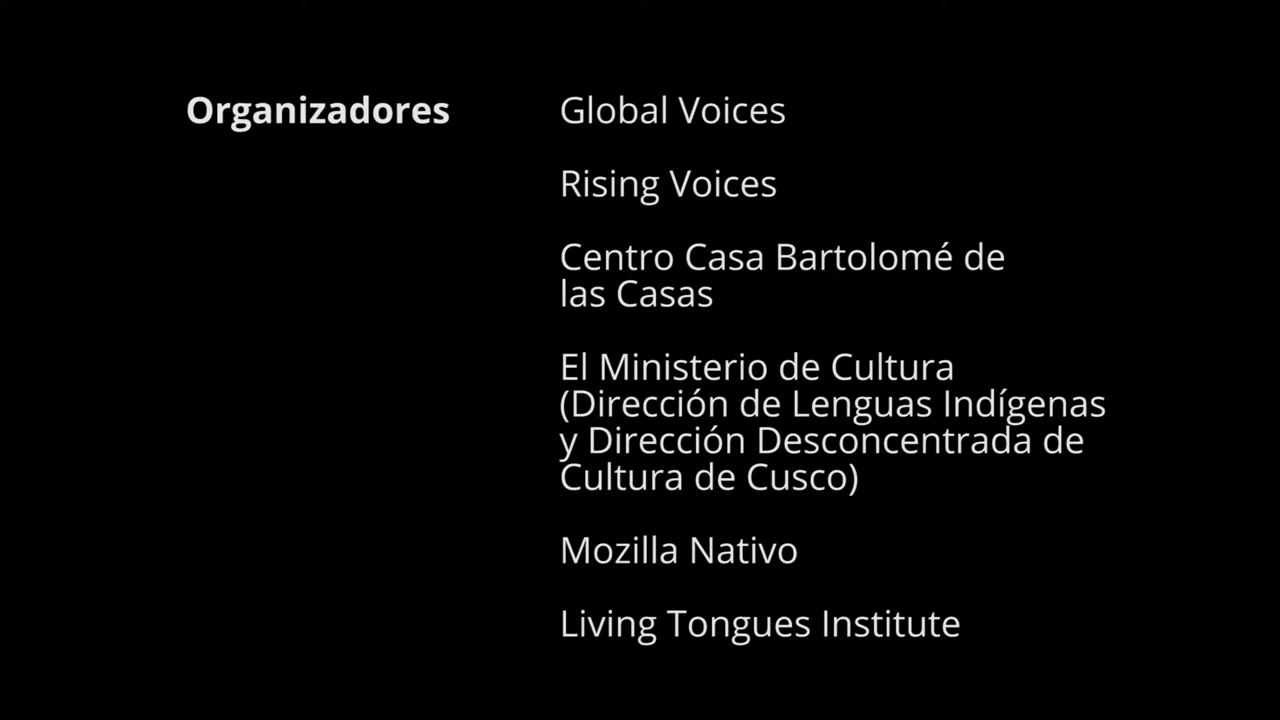 Organizadores
Global Voices
Rising Voices
Centro Casa Bartolomé de
las Casas
El Ministerio de Cultura
(Dirección de Lenguas Indígenas
y Dirección Desconcentrada de
Cultura de Cusco)
Mozilla Nativo
Living Tongues Institute